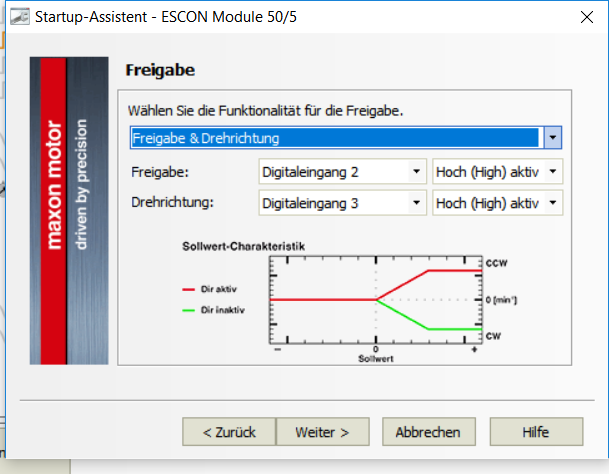 Startup-Assistent - ESCON Module 50/5
maxon motor
driven by precision
Freigabe
Wählen Sie die Funktionalität für die Freigabe.
Freigabe & Drehrichtung
Freigabe: Digitaleingang 2 Hoch (High) aktiv
Drehrichtung: Digitaleingang 3 Hoch (High) aktiv
Sollwert-Charakteristik
CCW
Dir aktiv
0 [min⁻¹]
Dir inaktiv
CW
− 0 +
Sollwert
< Zurück Weiter > Abbrechen Hilfe